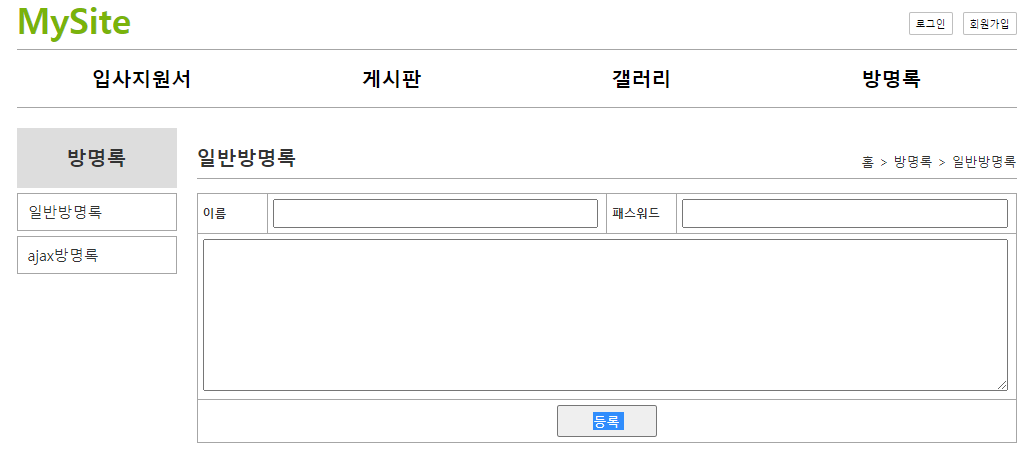 MySite
로그인 회원가입
입사지원서 게시판 갤러리 방명록
방명록
일반방명록
ajax방명록
일반방명록
홈 > 방명록 > 일반방명록
이름 패스워드
등록